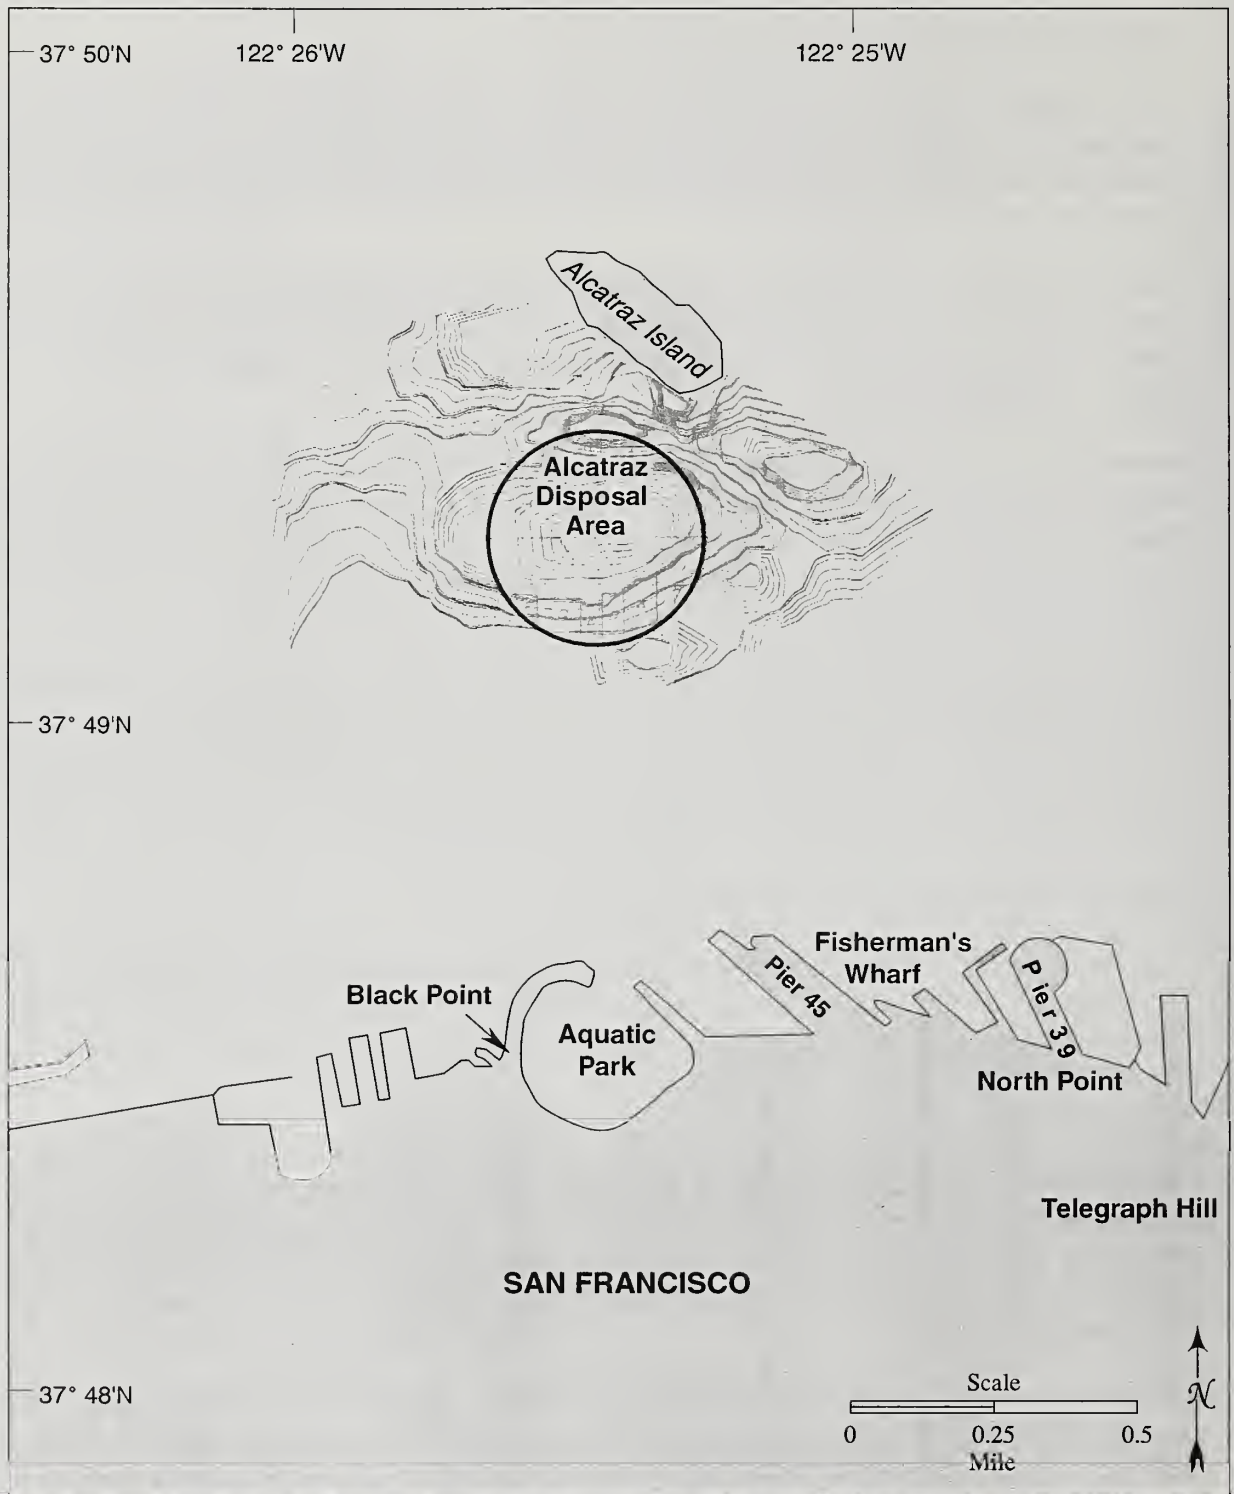 37° 50'N
122° 26'W
122° 25'W
Alcatraz Island
Alcatraz
Disposal
Area
37° 49'N
Fisherman's
Wharf
Pier 45
Pier 39
Black Point
Aquatic
Park
North Point
Telegraph Hill
SAN FRANCISCO
37° 48'N
Scale
0
0.25
0.5
Mile
N